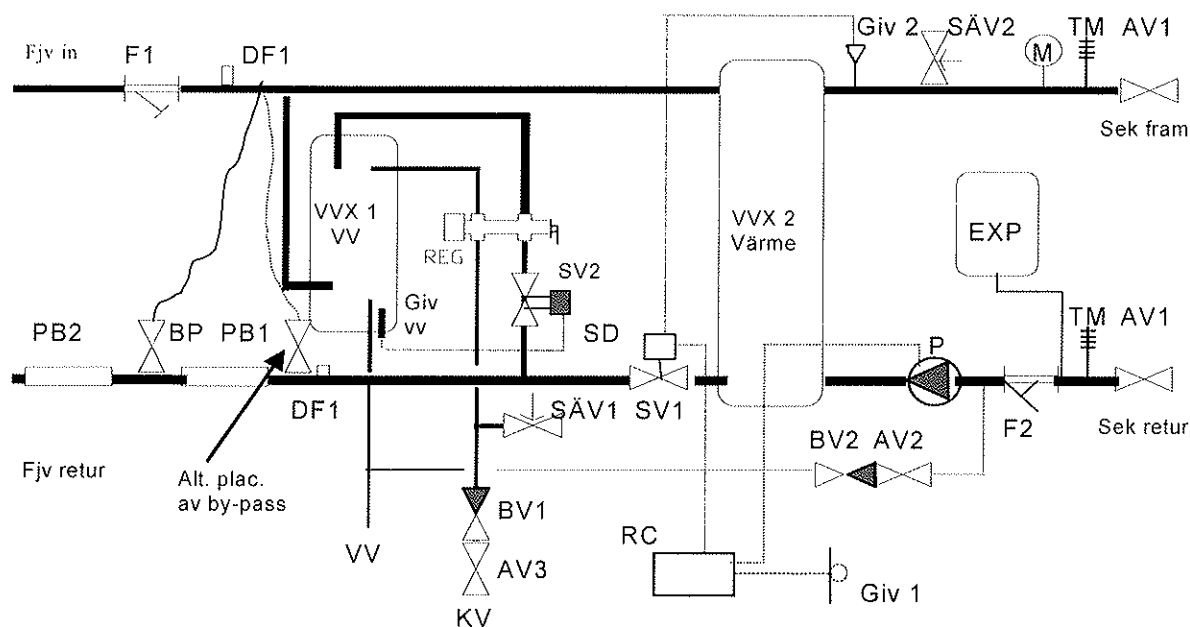 Fjv in
F1
DF1
Giv 2
SÄV2
TM
AV1
M
Sek fram
VVX 1
VV
REG
VVX 2
Värme
EXP
SV2
Giv
vv
SD
PB2
BP
PB1
P
TM
AV1
DF1
SÄV1
SV1
F2
Sek retur
Fjv retur
Alt. plac.
av by-pass
BV2
AV2
BV1
VV
AV3
KV
RC
Giv 1